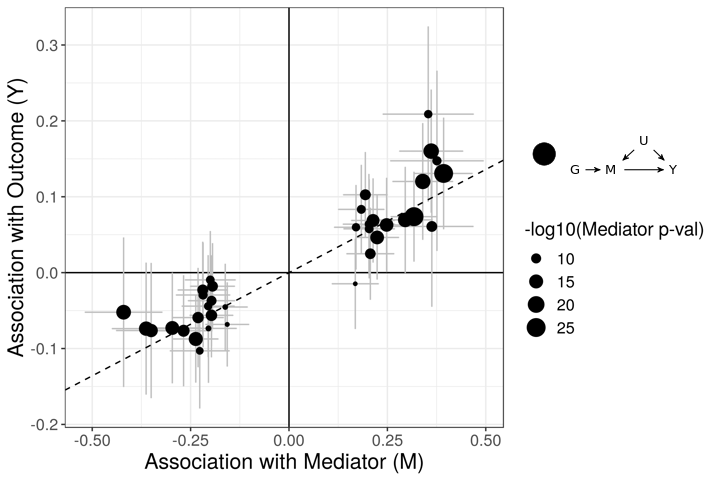 Association with Outcome (Y)
0.3
0.2
0.1
0.0
-0.1
-0.2
-0.50
-0.25
0.00
0.25
0.50
Association with Mediator (M)
U
G
M
Y
-log10(Mediator p-val)
10
15
20
25